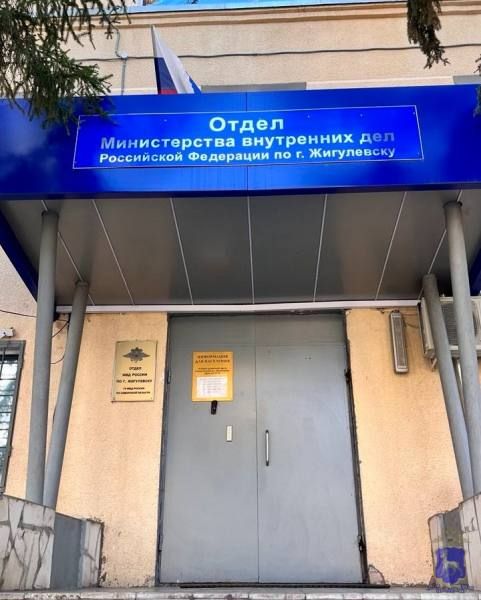 Отдел
Министерства внутренних дел
Российской Федерации по г. Жигулевску
ОТДЕЛ
МВД РОССИИ
ПО Г. ЖИГУЛЕВСКУ
ГУ МВД РОССИИ
ПО САМАРСКОЙ ОБЛАСТИ
ИНФОРМАЦИЯ
ДЛЯ НАСЕЛЕНИЯ